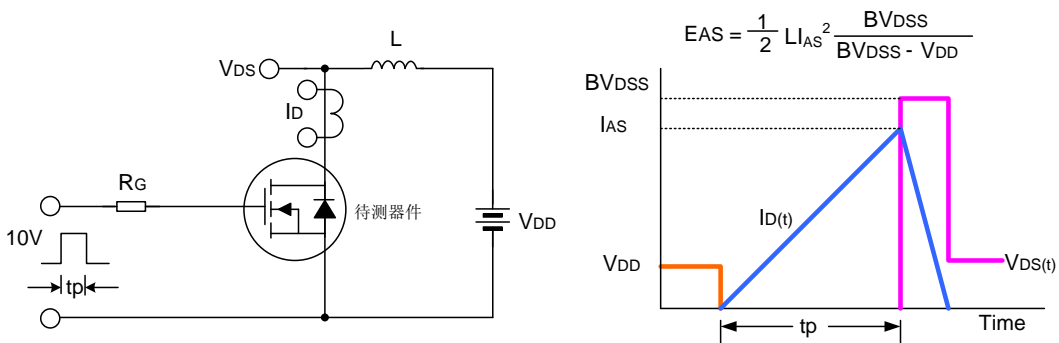 VDS
L
ID
RG
待测器件
VDD
10V
tp
EAS = 1/2 LIAS² BVDSS / BVDSS - VDD
BVDSS
IAS
ID(t)
VDD
VDS(t)
tp
Time